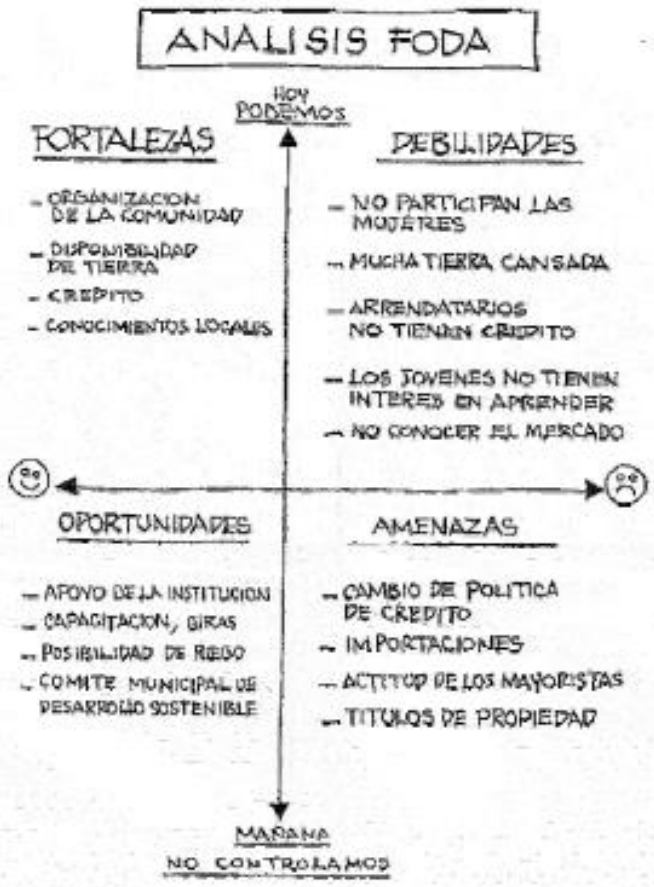 ANALISIS FODA
HOY
PODEMOS
FORTALEZAS
- ORGANIZACION
DE LA COMUNIDAD
- DISPONIBILIDAD
DE TIERRA
- CREDITO
- CONOCIMIENTOS LOCALES
DEBILIDADES
- NO PARTICIPAN LAS
MUJERES
- MUCHA TIERRA CANSADA
- ARRENDATARIOS
NO TIENEN CREDITO
- LOS JOVENES NO TIENEN
INTERES EN APRENDER
- NO CONOCER EL MERCADO
OPORTUNIDADES
- APOYO DE LA INSTITUCION
- CAPACITACION, GIRAS
- POSIBILIDAD DE RIEGO
- COMITE MUNICIPAL DE
DESARROLLO SOSTENIBLE
AMENAZAS
- CAMBIO DE POLITICA
DE CREDITO
- IMPORTACIONES
- ACTITUD DE LOS MAYORISTAS
- TITULOS DE PROPIEDAD
MAÑANA
NO CONTROLAMOS